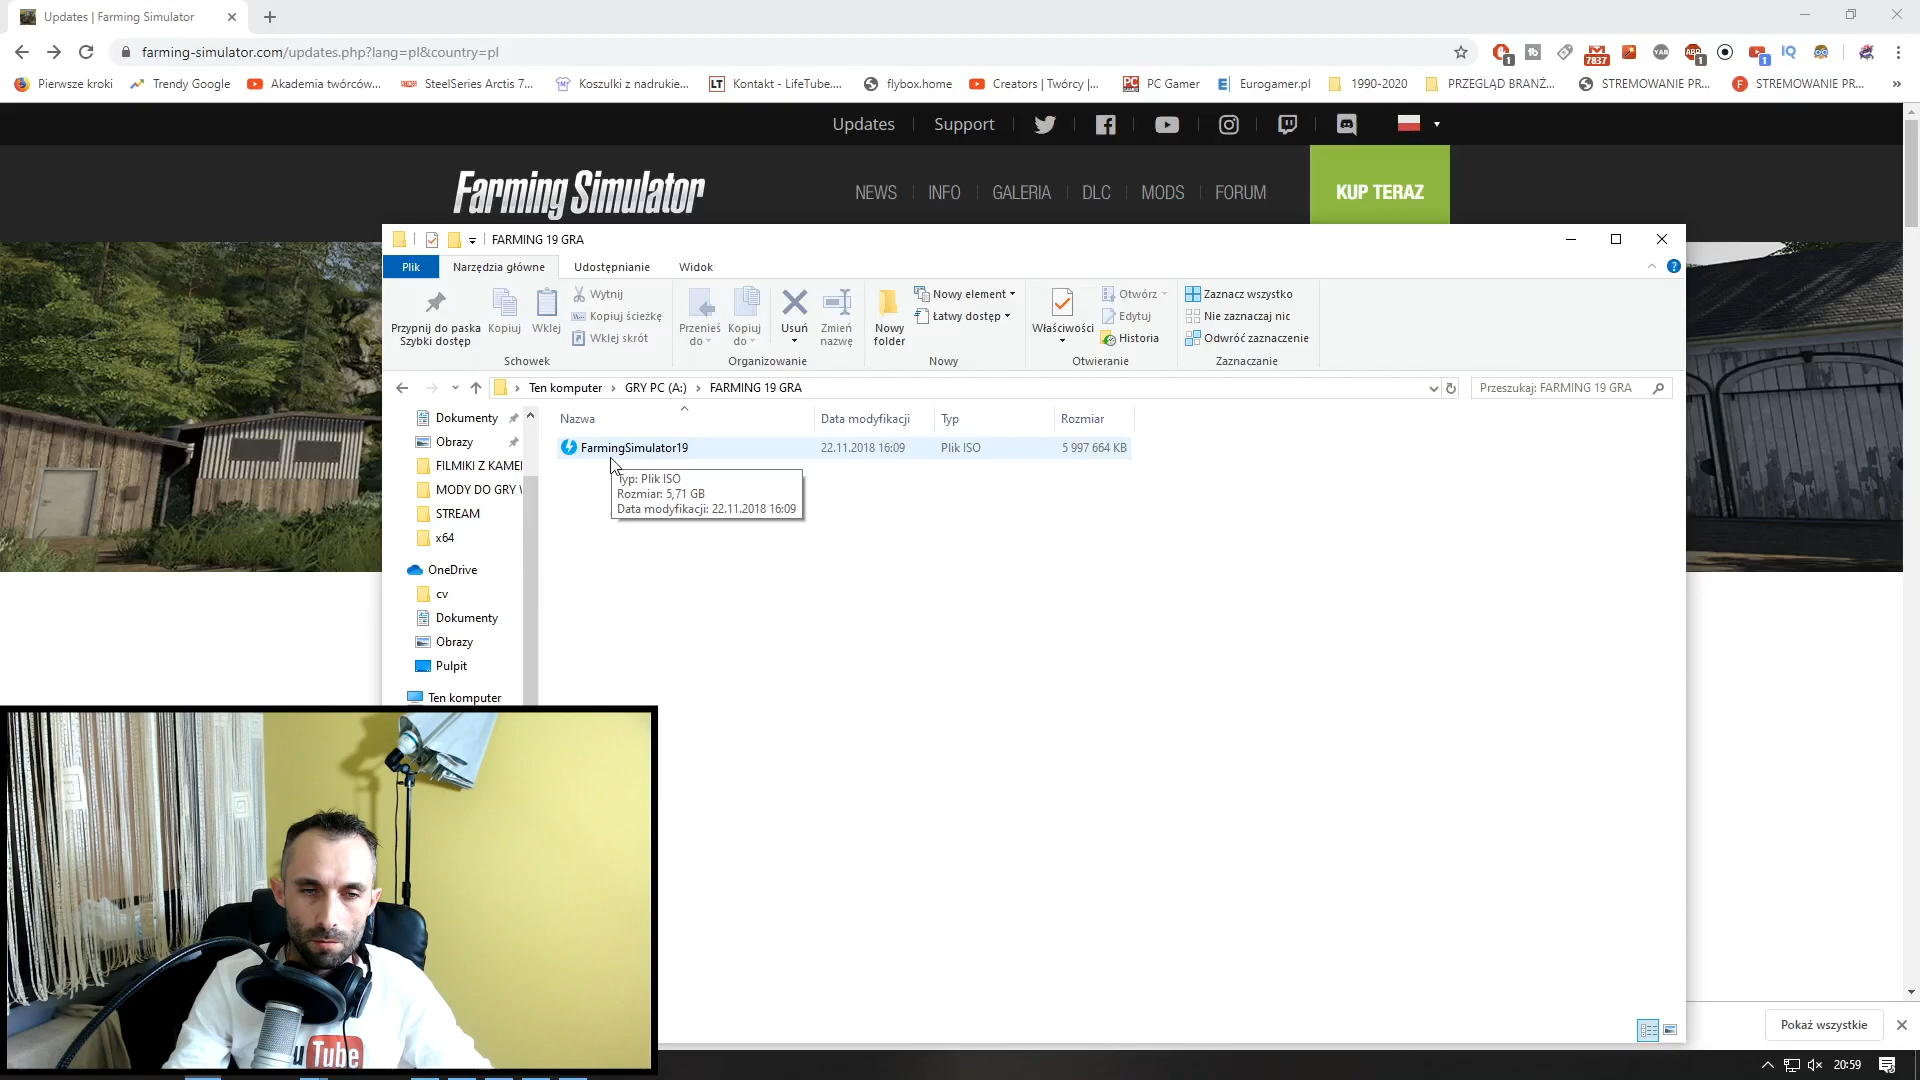 Updates | Farming Simulator
farming-simulator.com/updates.php?lang=pl&country=pl
1
7837
1
1
Pierwsze kroki
Trendy Google
Akademia twórców...
SteelSeries Arctis 7...
Koszulki z nadrukie...
LT Kontakt - LifeTube....
flybox.home
Creators | Twórcy |...
PC Gamer
Eurogamer.pl
1990-2020
PRZEGLĄD BRANŻ...
STREMOWANIE PR...
STREMOWANIE PR...
Updates
Support
Farming Simulator
NEWS
INFO
GALERIA
DLC
MODS
FORUM
KUP TERAZ
FARMING 19 GRA
Plik
Narzędzia główne
Udostępnianie
Widok
Przypnij do paska
Szybki dostęp
Kopiuj
Wklej
Wytnij
Kopiuj ścieżkę
Wklej skrót
Schowek
Przenieś
do
Kopiuj
do
Usuń
Zmień
nazwę
Organizowanie
Nowy
folder
Nowy element
Łatwy dostęp
Nowy
Właściwości
Otwórz
Edytuj
Historia
Otwieranie
Zaznacz wszystko
Nie zaznaczaj nic
Odwróć zaznaczenie
Zaznaczanie
Ten komputer
GRY PC (A:)
FARMING 19 GRA
Przeszukaj: FARMING 19 GRA
Nazwa
Data modyfikacji
Typ
Rozmiar
FarmingSimulator19
22.11.2018 16:09
Plik ISO
5 997 664 KB
Typ: Plik ISO
Rozmiar: 5,71 GB
Data modyfikacji: 22.11.2018 16:09
Dokumenty
Obrazy
FILMIKI Z KAMER
MODY DO GRY
STREAM
x64
OneDrive
cv
Dokumenty
Obrazy
Pulpit
Ten komputer
Tube
Pokaż wszystkie
20:59